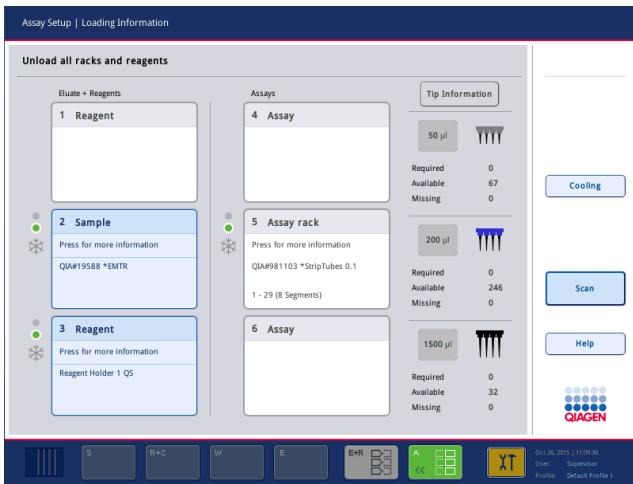 Assay Setup | Loading Information
Unload all racks and reagents
Eluate + Reagents
Assays
Tip Information
1 Reagent
4 Assay
50 µl
Required 0
Available 67
Missing 0
Cooling
2 Sample
Press for more information
QIA#19588 *EMTR
5 Assay rack
Press for more information
QIA#981103 *StripTubes 0.1
1 - 29 (8 Segments)
200 µl
Required 0
Available 246
Missing 0
Scan
3 Reagent
Press for more information
Reagent Holder 1 QS
6 Assay
1500 µl
Required 0
Available 32
Missing 0
Help
QIAGEN
S
R+C
W
E
E+R
A
Oct 26, 2015 | 11:09:30
User: Supervisor
Profile: Default Profile 1